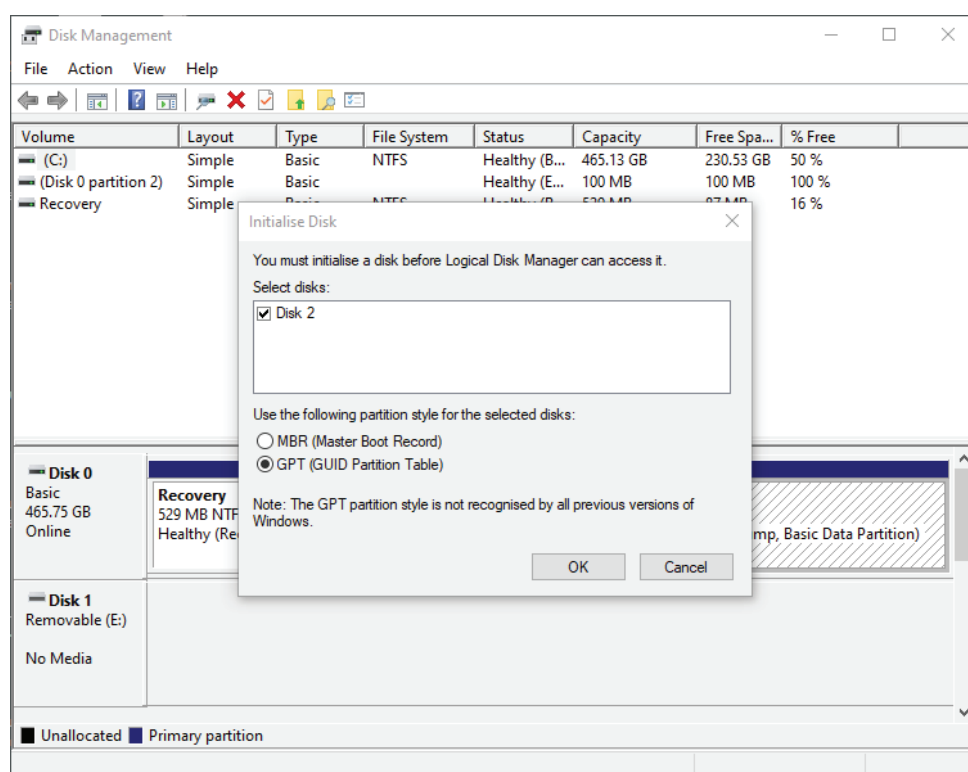 Disk Management
File Action View Help
Volume Layout Type File System Status Capacity Free Spa... % Free
(C:) Simple Basic NTFS Healthy (B... 465.13 GB 230.53 GB 50 %
(Disk 0 partition 2) Simple Basic Healthy (E... 100 MB 100 MB 100 %
Recovery Simple 16 %
Initialise Disk
You must initialise a disk before Logical Disk Manager can access it.
Select disks:
Disk 2
Use the following partition style for the selected disks:
MBR (Master Boot Record)
GPT (GUID Partition Table)
Note: The GPT partition style is not recognised by all previous versions of
Windows.
OK Cancel
Disk 0
Basic
465.75 GB
Online
Recovery
529 MB NTF
Healthy (Re
mp, Basic Data Partition)
Disk 1
Removable (E:)
No Media
Unallocated Primary partition